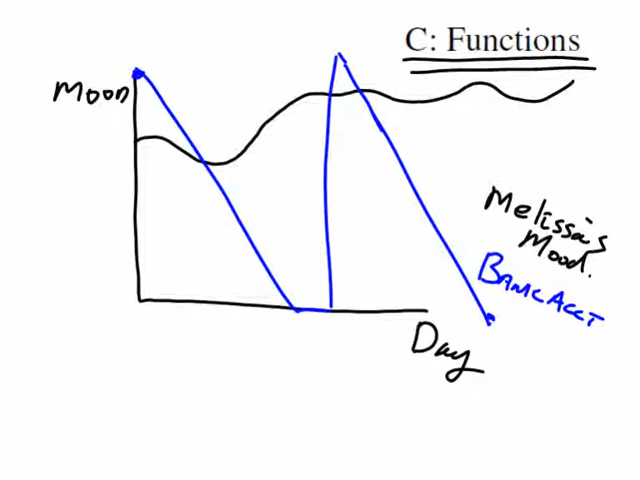 C: Functions
Moon
Melissa's
Mood.
BANK ACCT
Day